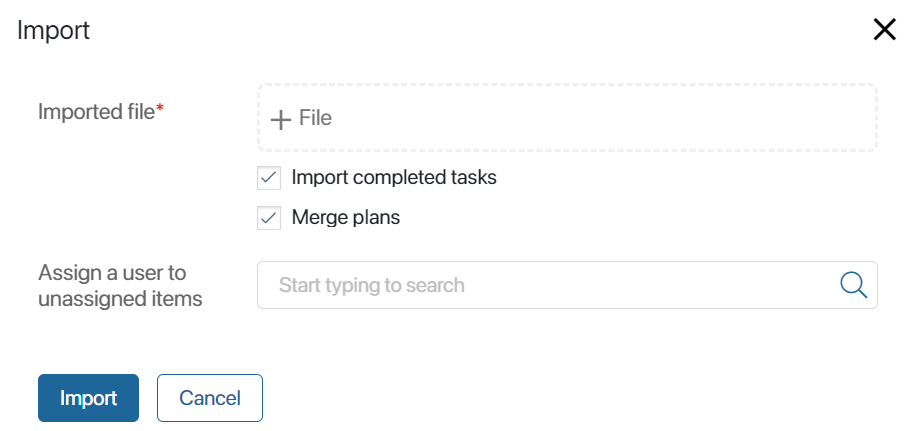 Import
Imported file*
+ File
Import completed tasks
Merge plans
Assign a user to
unassigned items
Start typing to search
Import
Cancel